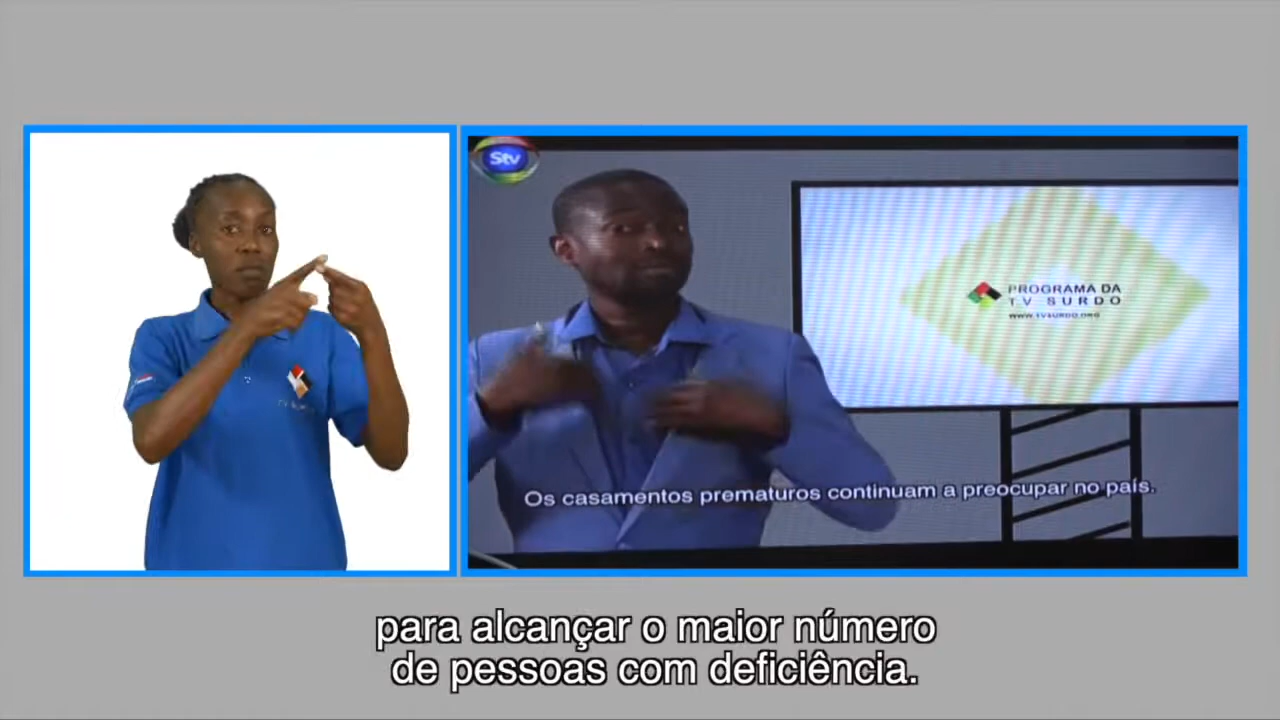 Stv
PROGRAMA DA
TV SURDO
WWW.TVSURDO.ORG
Os casamentos prematuros continuam a preocupar no país.
para alcançar o maior número
de pessoas com deficiência.